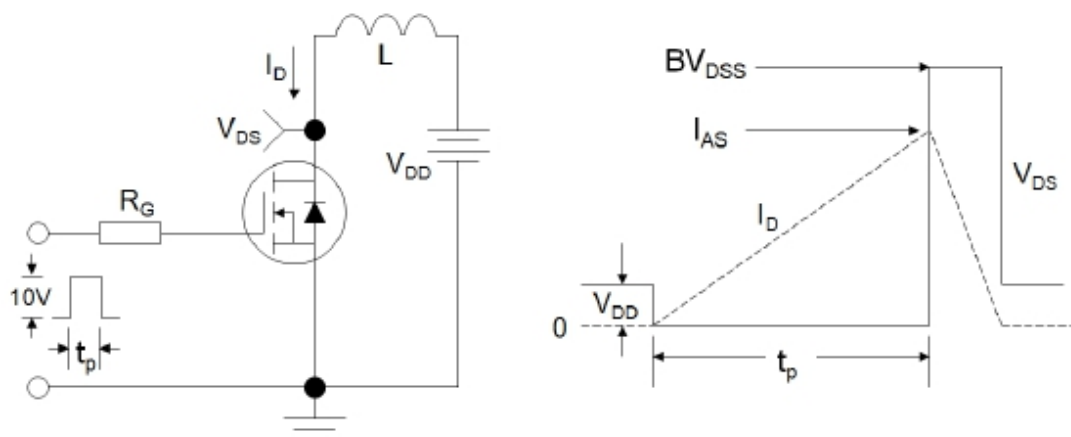 L
I_D
V_DS
V_DD
R_G
10V
t_p
BV_DSS
I_AS
V_DS
I_D
V_DD
0
t_p